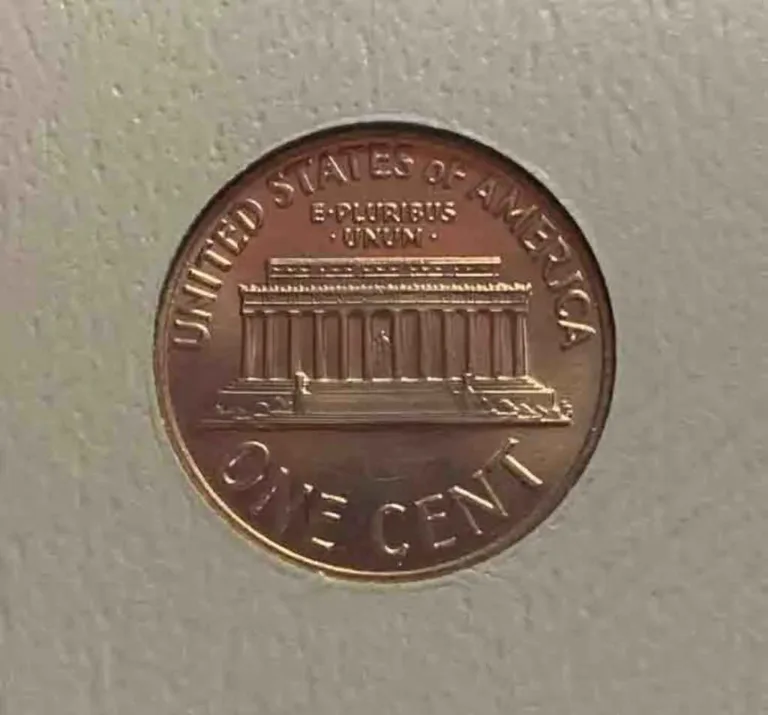 UNITED STATES OF AMERICA
E·PLURIBUS
·UNUM·
ONE CENT